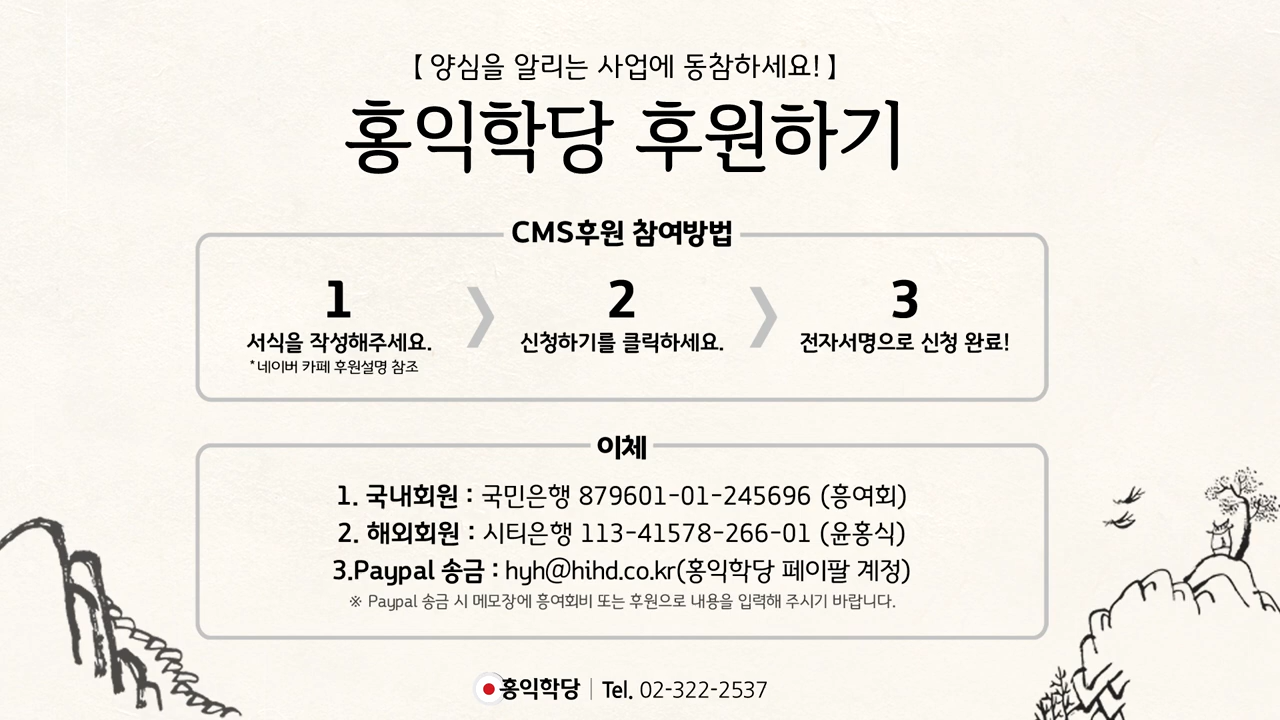 【 양심을 알리는 사업에 동참하세요! 】
홍익학당 후원하기
CMS후원 참여방법
1
서식을 작성해주세요.
*네이버 카페 후원설명 참조
2
신청하기를 클릭하세요.
3
전자서명으로 신청 완료!
이체
1. 국내회원 : 국민은행 879601-01-245696 (흥여회)
2. 해외회원 : 시티은행 113-41578-266-01 (윤홍식)
3.Paypal 송금 : hyh@hihd.co.kr(홍익학당 페이팔 계정)
※ Paypal 송금 시 메모장에 흥여회비 또는 후원으로 내용을 입력해 주시기 바랍니다.
홍익학당 | Tel. 02-322-2537